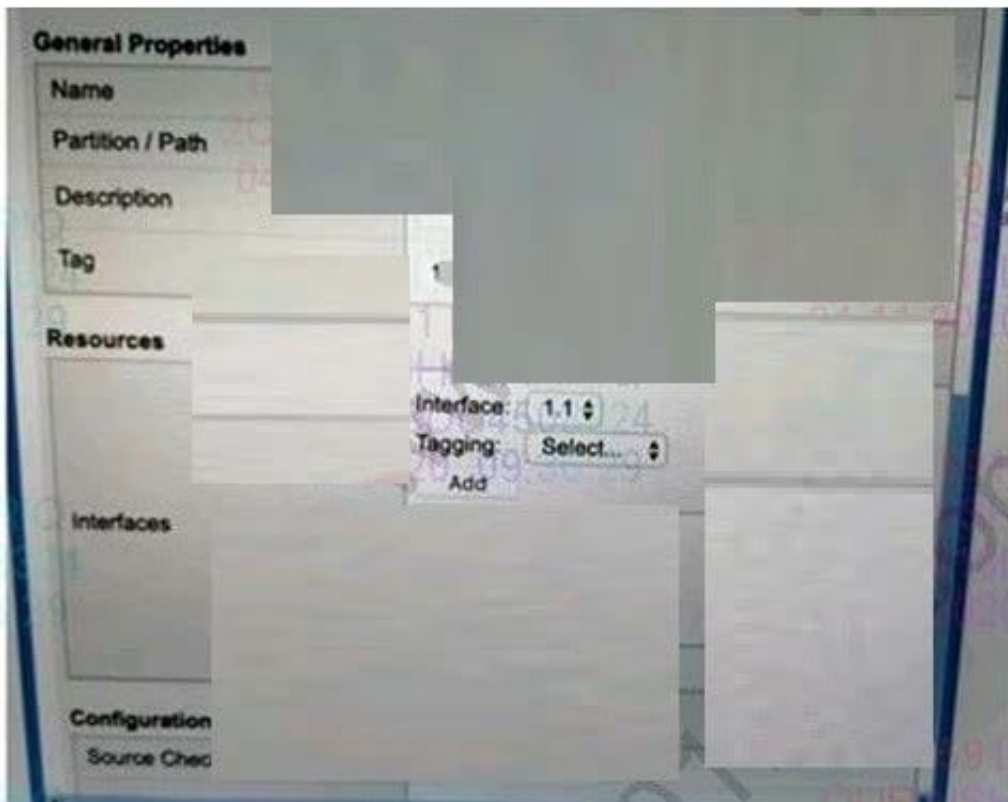 General Properties
Name
Partition / Path
Description
Tag
Resources
Interface: 1.1
Tagging: Select...
Add
Interfaces
Configuration
Source Chec